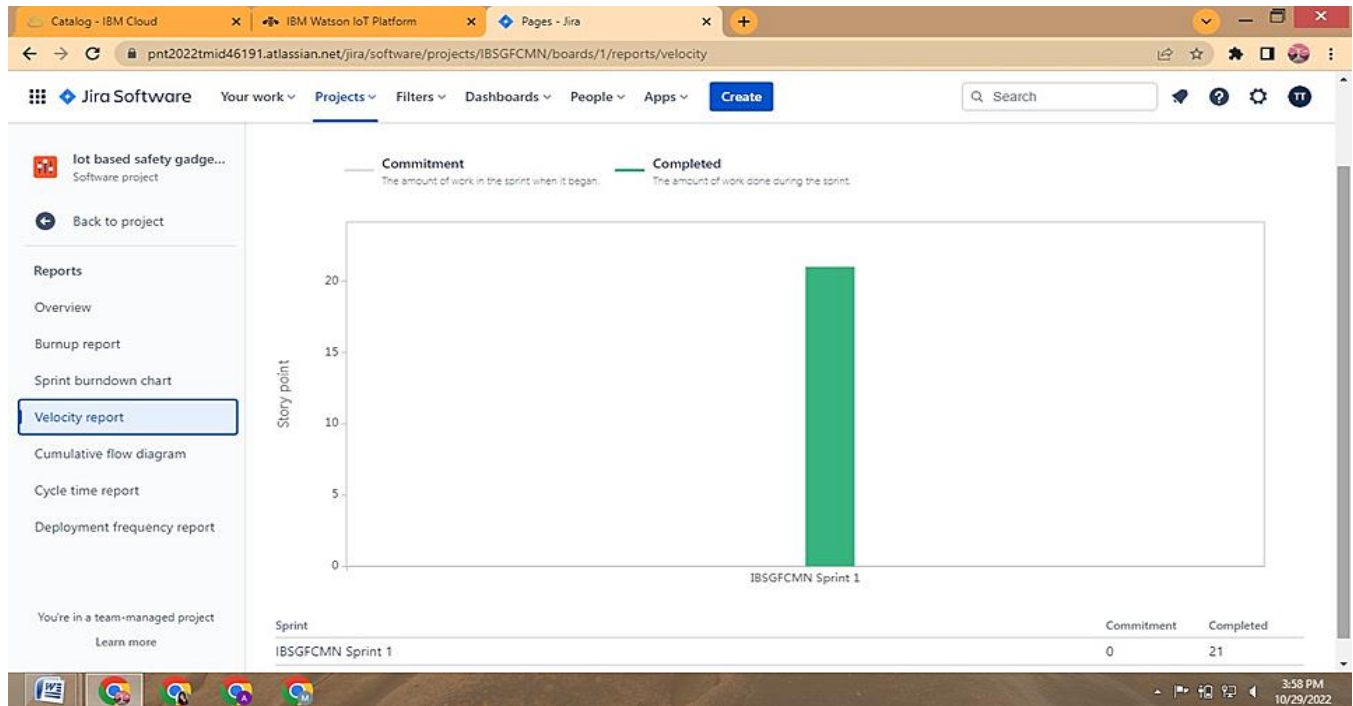 Catalog - IBM Cloud
IBM Watson IoT Platform
Pages - Jira
pnt2022tmid46191.atlassian.net/jira/software/projects/IBSGFCMN/boards/1/reports/velocity
Jira Software
Your work
Projects
Filters
Dashboards
People
Apps
Create
Search
TT
Iot based safety gadge...
Software project
Back to project
Reports
Overview
Burnup report
Sprint burndown chart
Velocity report
Cumulative flow diagram
Cycle time report
Deployment frequency report
You're in a team-managed project
Learn more
Commitment
The amount of work in the sprint when it began.
Completed
The amount of work done during the sprint.
Story point
20
15
10
5
0
IBSGFCMN Sprint 1
Sprint Commitment Completed
IBSGFCMN Sprint 1 0 21
3:58 PM
10/29/2022